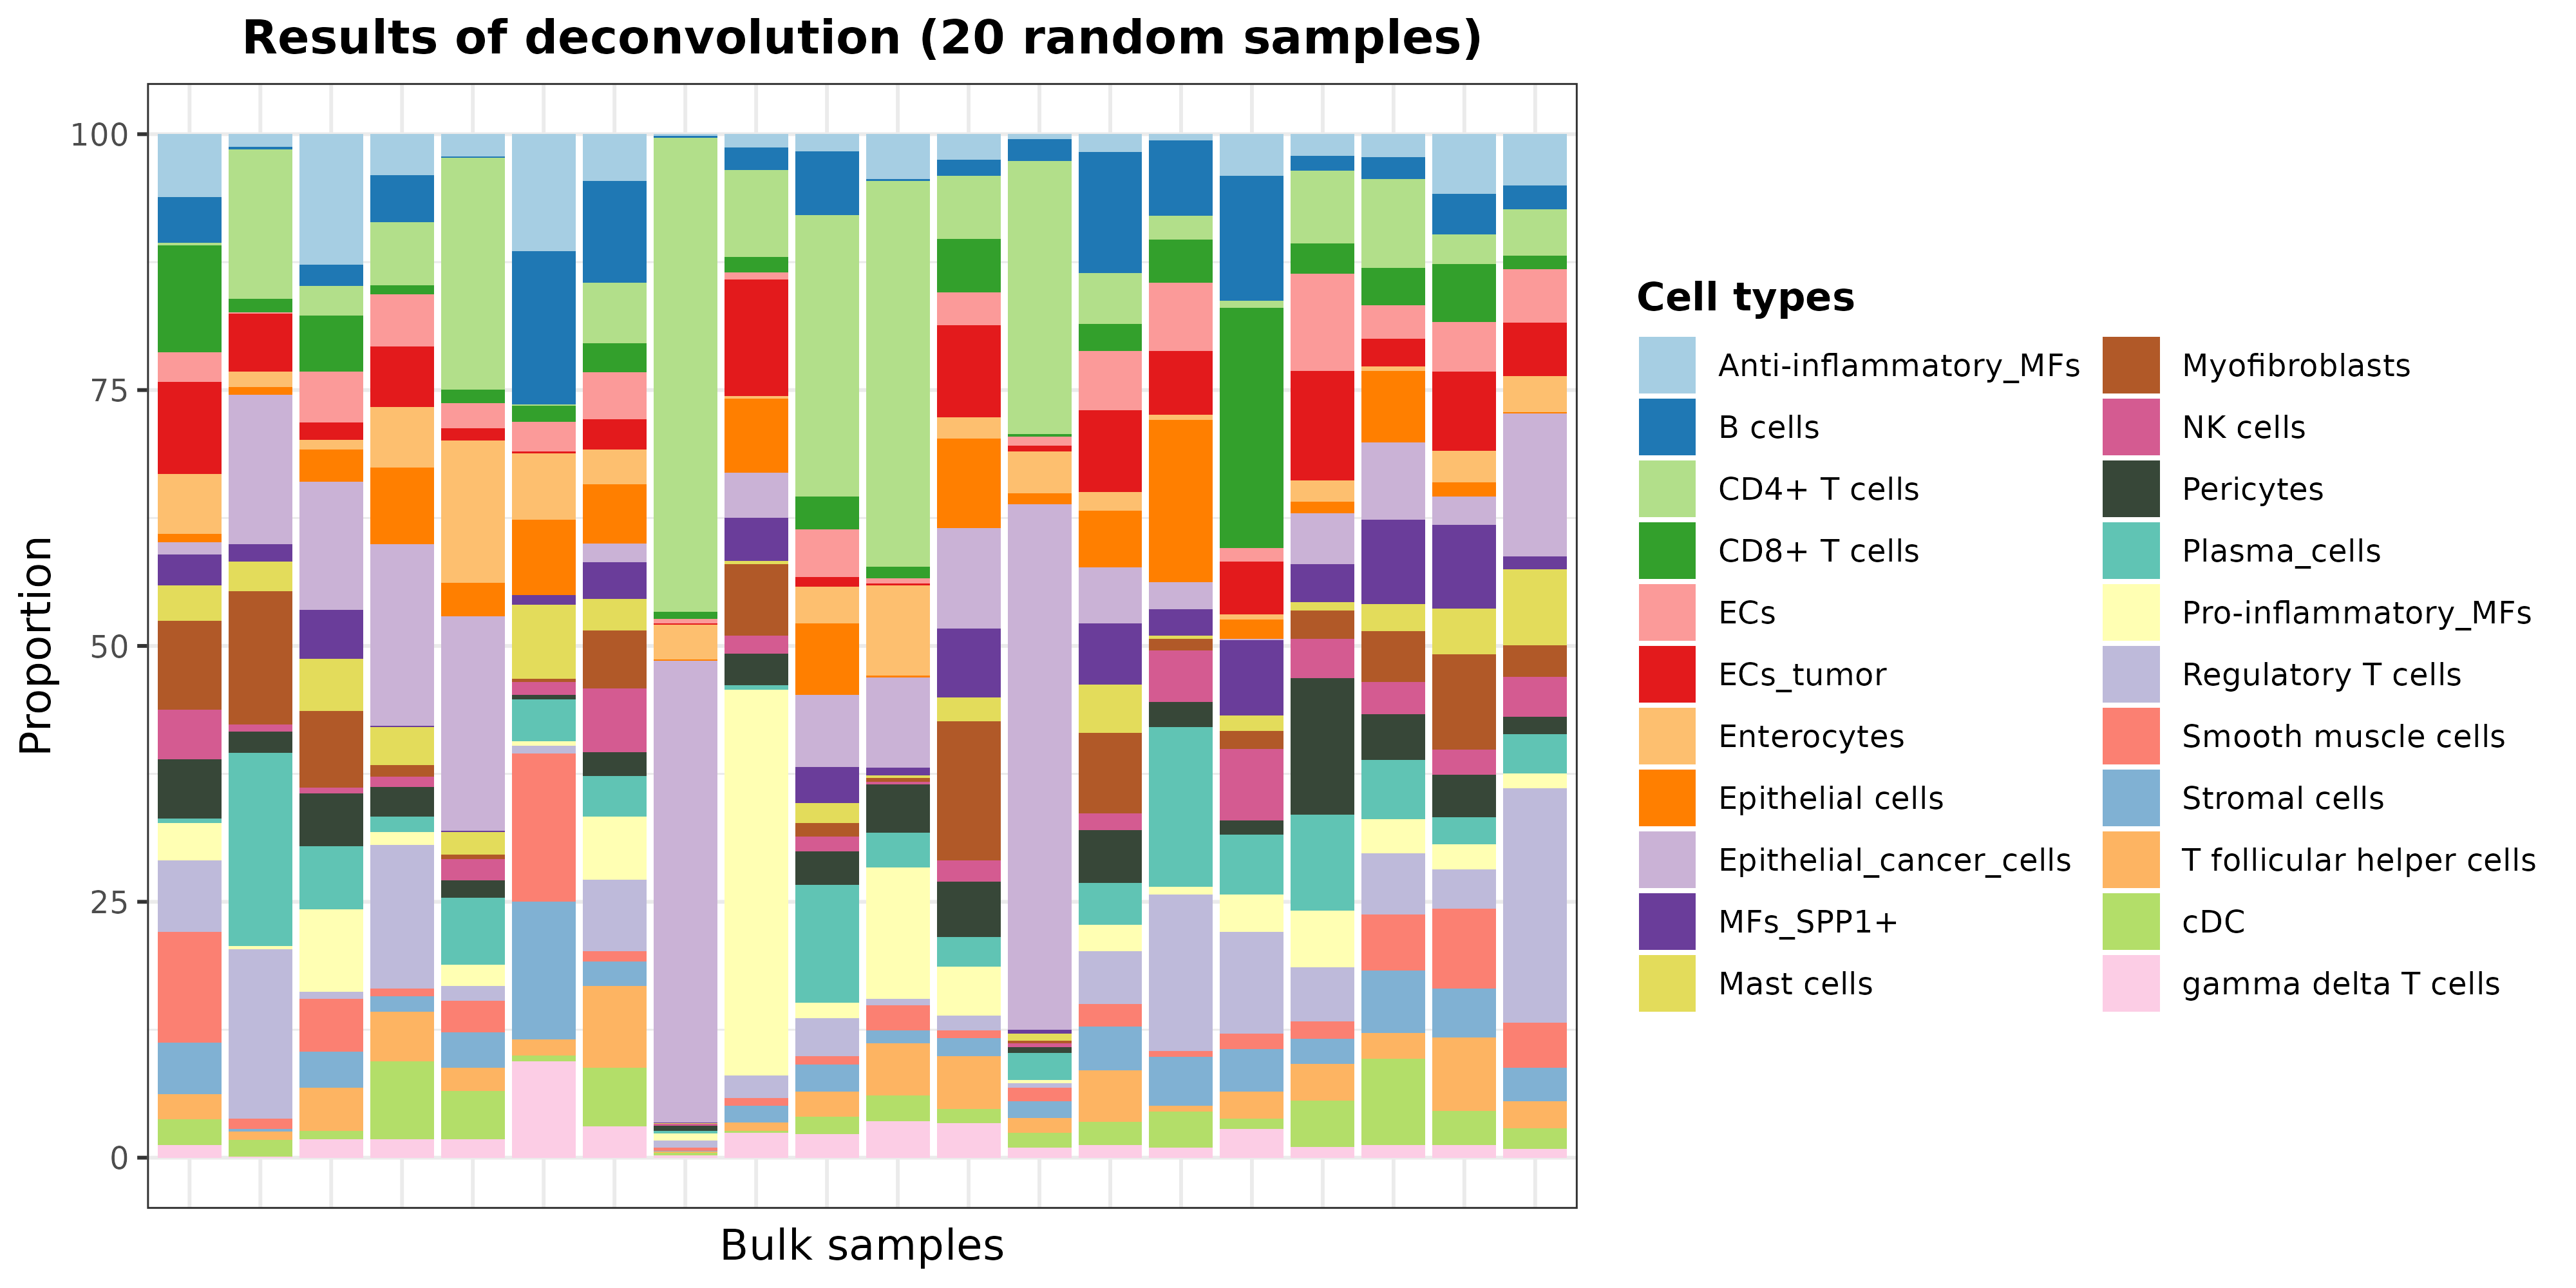 Results of deconvolution (20 random samples)
Proportion
100
75
50
25
0
Bulk samples
Cell types
Anti-inflammatory_MFs
B cells
CD4+ T cells
CD8+ T cells
ECs
ECs_tumor
Enterocytes
Epithelial cells
Epithelial_cancer_cells
MFs_SPP1+
Mast cells
Myofibroblasts
NK cells
Pericytes
Plasma_cells
Pro-inflammatory_MFs
Regulatory T cells
Smooth muscle cells
Stromal cells
T follicular helper cells
cDC
gamma delta T cells